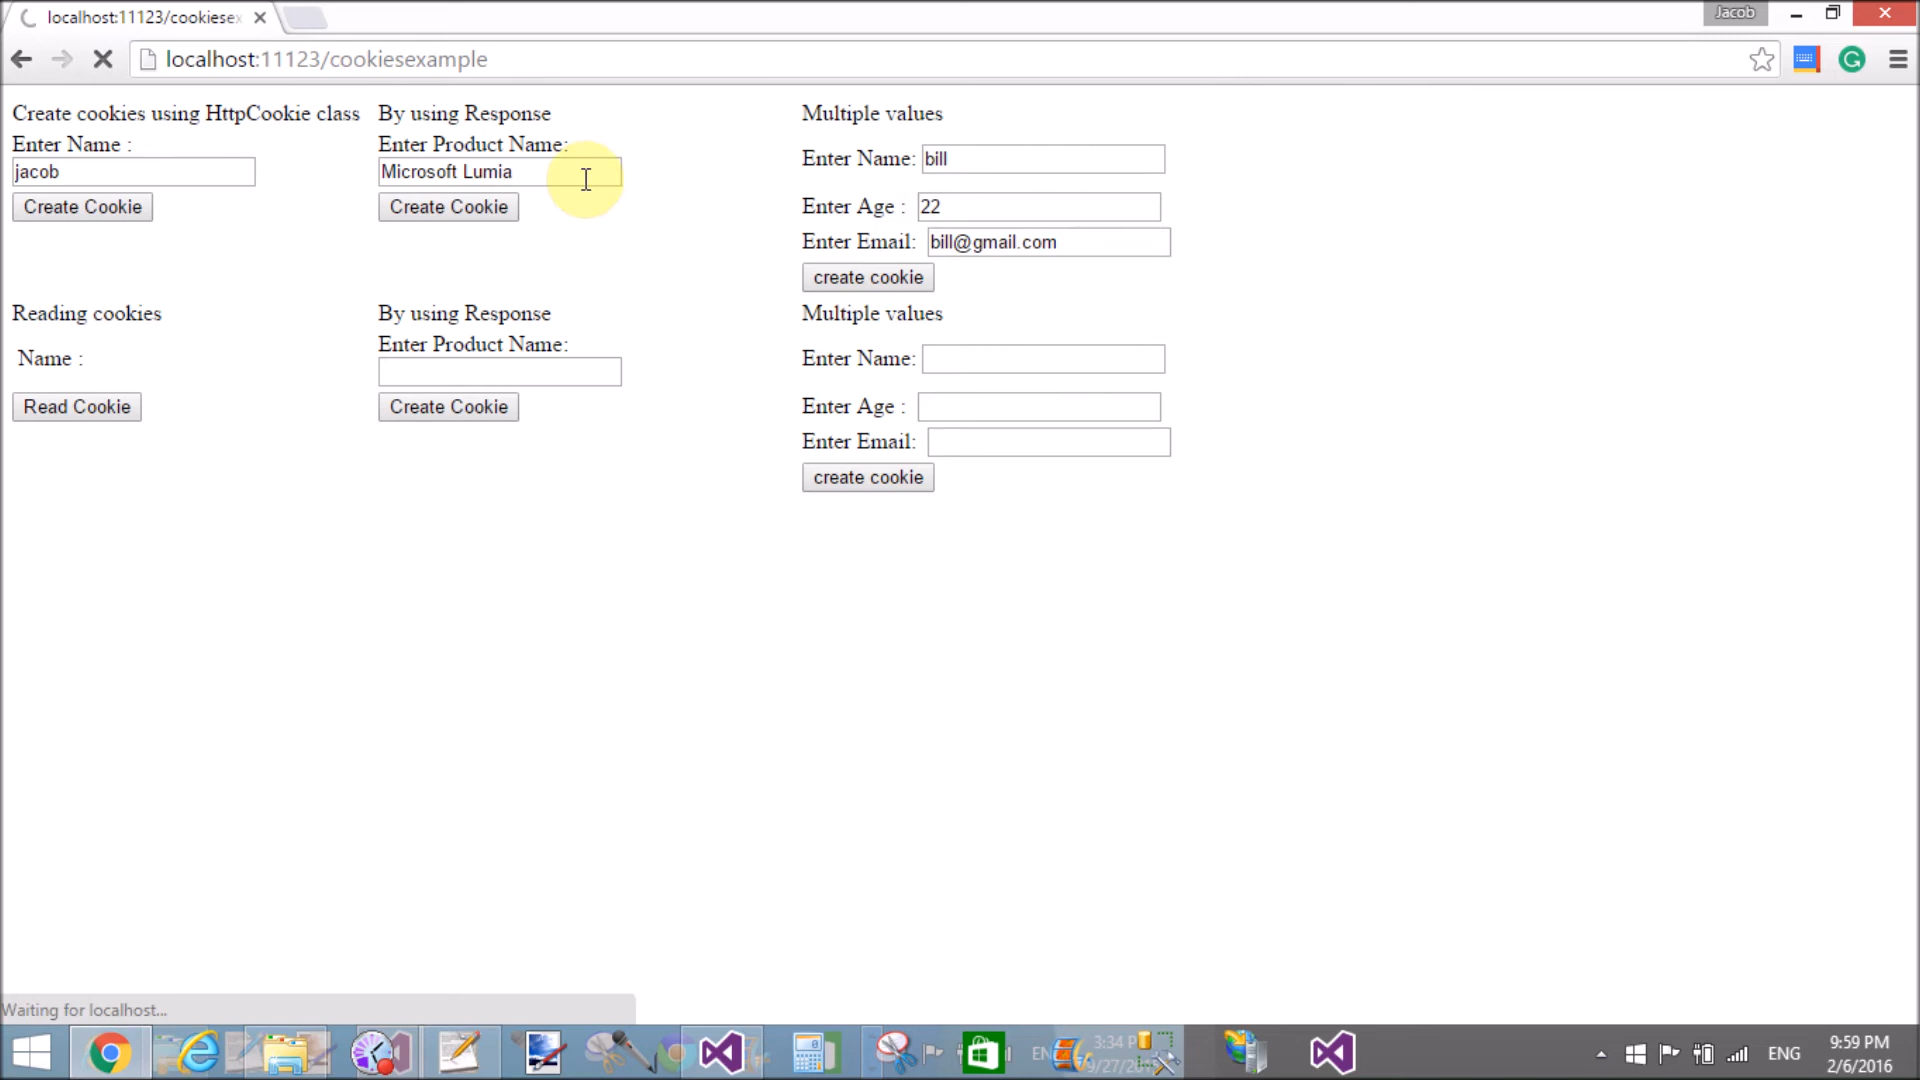 localhost:11123/cookiesex
Jacob
localhost:11123/cookiesexample
Create cookies using HttpCookie class
Enter Name :
jacob
Create Cookie
By using Response
Enter Product Name:
Microsoft Lumia
Create Cookie
Multiple values
Enter Name: bill
Enter Age : 22
Enter Email: bill@gmail.com
create cookie
Reading cookies
Name :
Read Cookie
By using Response
Enter Product Name:
Create Cookie
Multiple values
Enter Name:
Enter Age :
Enter Email:
create cookie
Waiting for localhost...
3:34 P
ENG
9:59 PM
2/6/2016